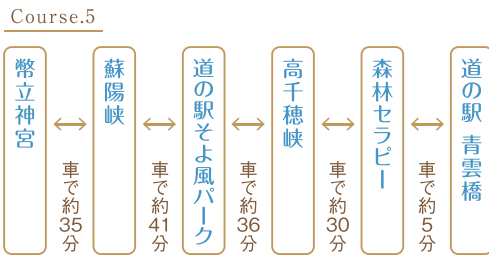 Course.5
幣立神宮
車で約35分
蘇陽峡
車で約41分
道の駅そよ風パーク
車で約36分
高千穂峡
車で約30分
森林セラピー
車で約5分
道の駅 青雲橋